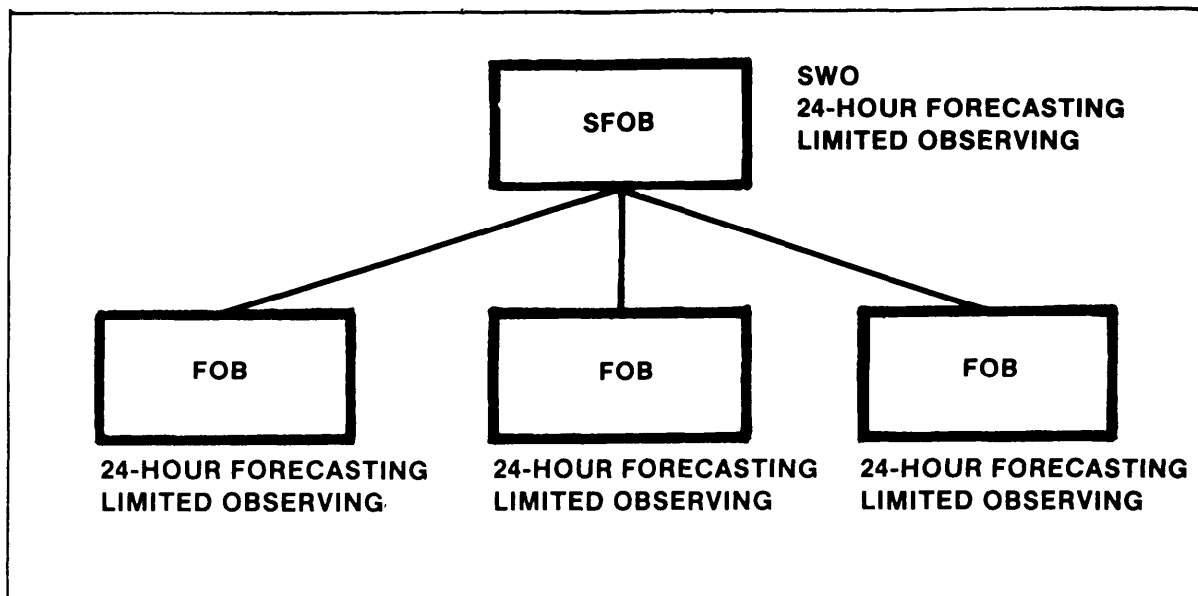 SFOB
SWO
24-HOUR FORECASTING
LIMITED OBSERVING
FOB
24-HOUR FORECASTING
LIMITED OBSERVING
FOB
24-HOUR FORECASTING
LIMITED OBSERVING
FOB
24-HOUR FORECASTING
LIMITED OBSERVING